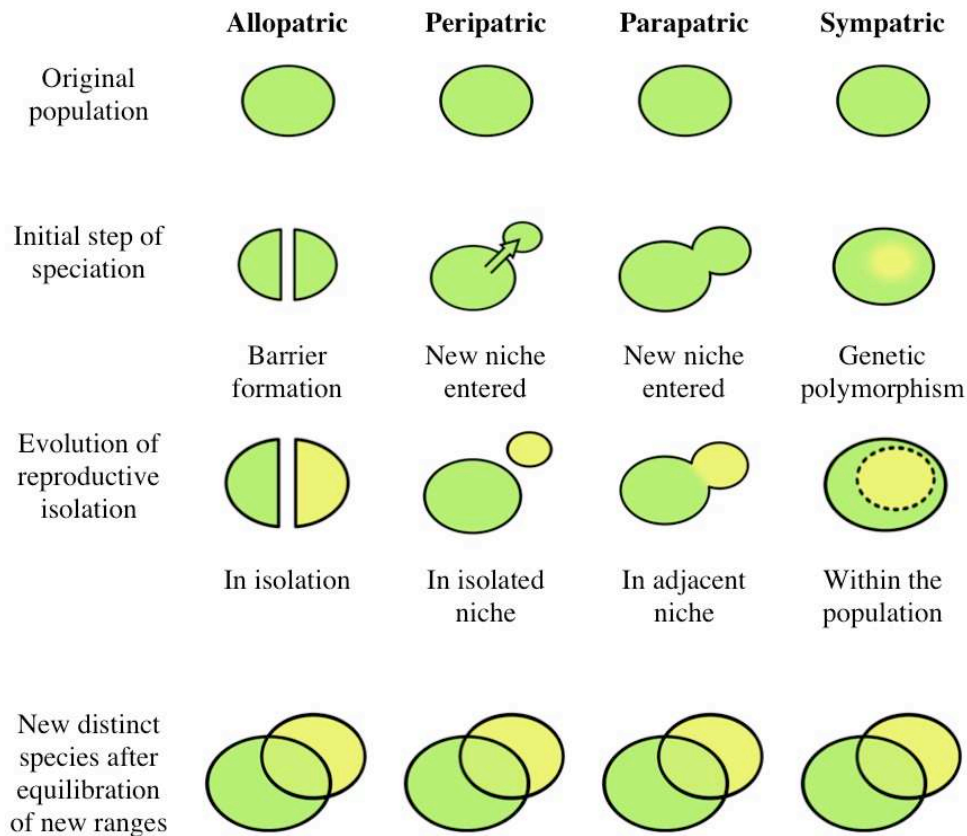 Allopatric Peripatric Parapatric Sympatric
Original
population
Initial step of
speciation
Barrier
formation
New niche
entered
New niche
entered
Genetic
polymorphism
Evolution of
reproductive
isolation
In isolation
In isolated
niche
In adjacent
niche
Within the
population
New distinct
species after
equilibration
of new ranges